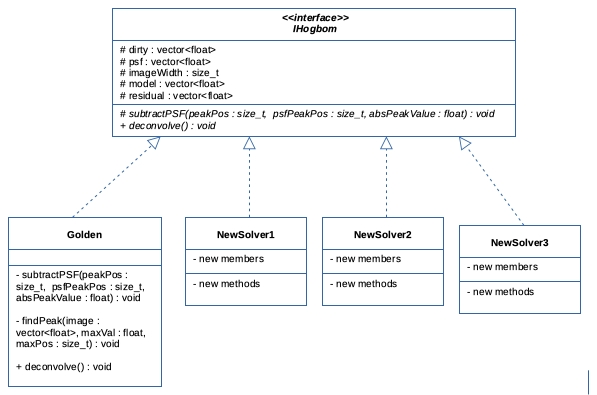 <<interface>>
IHogbom
# dirty : vector<float>
# psf : vector<float>
# imageWidth : size_t
# model : vector<float>
# residual : vector<float>
# subtractPSF(peakPos : size_t, psfPeakPos : size_t, absPeakValue : float) : void
+ deconvolve() : void
Golden
- subtractPSF(peakPos :
size_t, psfPeakPos : size_t,
absPeakValue : float) : void
- findPeak(image :
vector<float>, maxVal : float,
maxPos : size_t) : void
+ deconvolve() : void
NewSolver1
- new members
- new methods
NewSolver2
- new members
- new methods
NewSolver3
- new members
- new methods